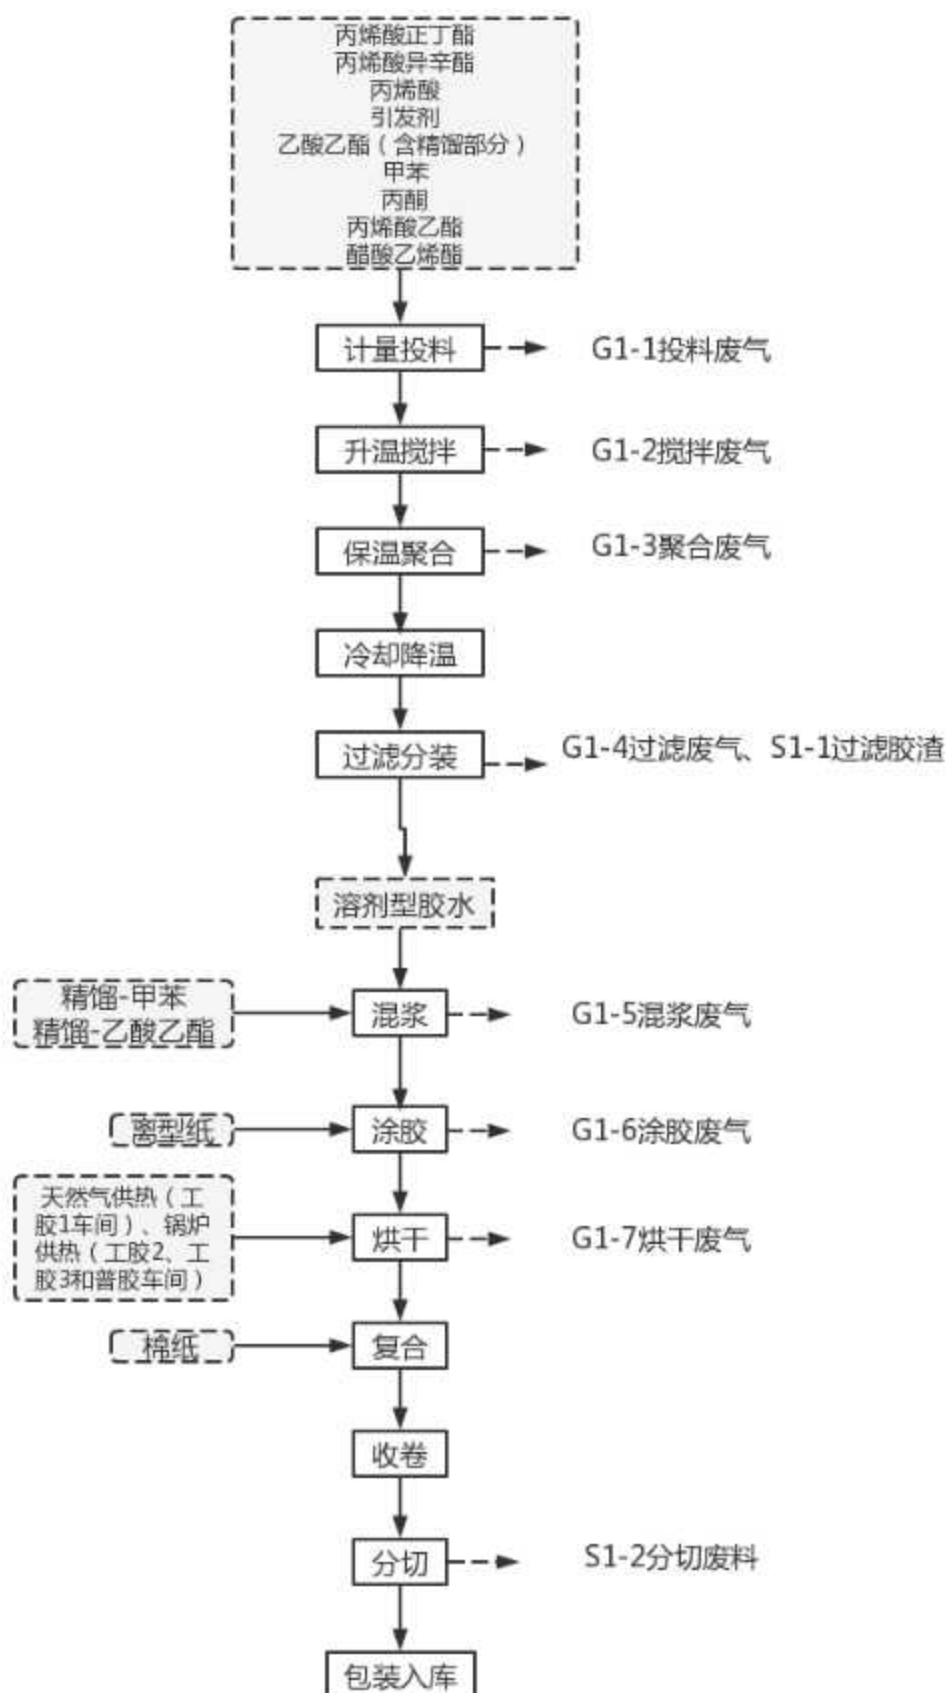 丙烯酸正丁酯
丙烯酸异辛酯
丙烯酸
引发剂
乙酸乙酯（含精馏部分）
甲苯
丙酮
丙烯酸乙酯
醋酸乙烯酯
计量投料
G1-1投料废气
升温搅拌
G1-2搅拌废气
保温聚合
G1-3聚合废气
冷却降温
过滤分装
G1-4过滤废气、S1-1过滤胶渣
溶剂型胶水
精馏-甲苯
精馏-乙酸乙酯
混浆
G1-5混浆废气
离型纸
涂胶
G1-6涂胶废气
天然气供热（工
胶1车间）、锅炉
供热（工胶2、工
胶3和普胶车间）
烘干
G1-7烘干废气
棉纸
复合
收卷
分切
S1-2分切废料
包装入库